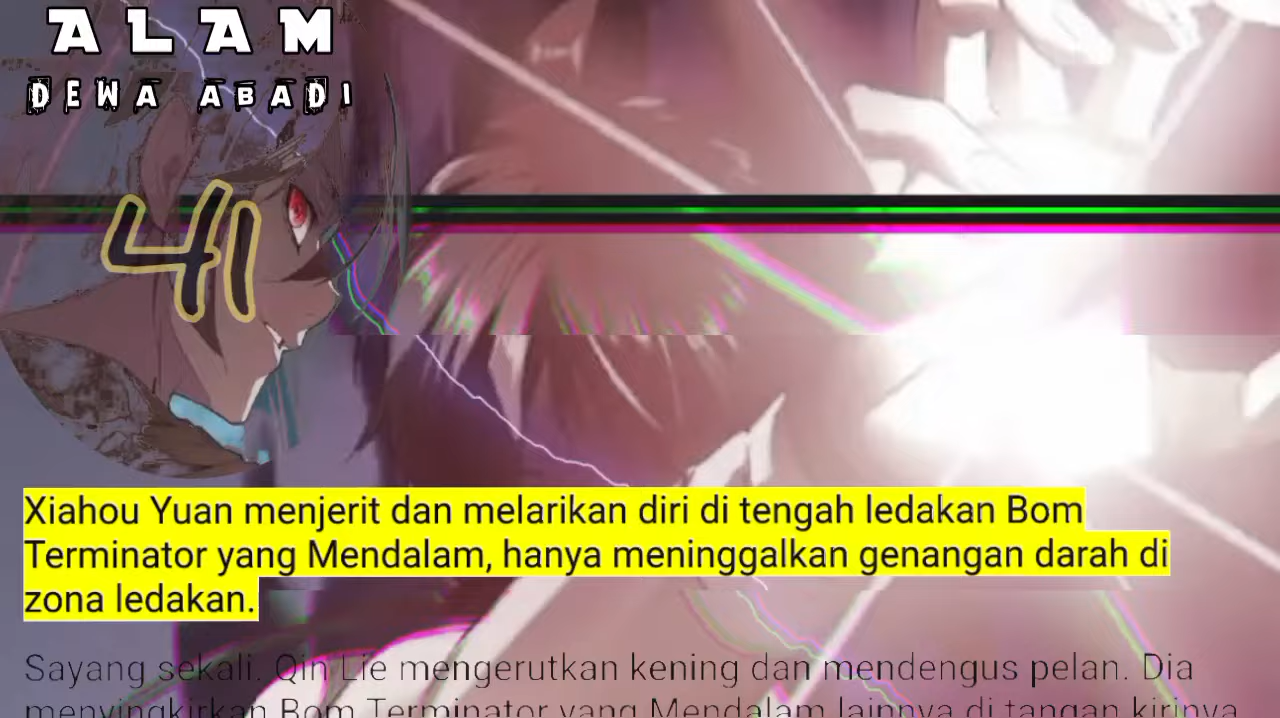 ALAM
DEWA ABADI
41
Xiahou Yuan menjerit dan melarikan diri di tengah ledakan Bom
Terminator yang Mendalam, hanya meninggalkan genangan darah di
zona ledakan.
Sayang sekali. Qin Lie mengerutkan kening dan mendengus pelan. Dia
menyingkirkan Bom Terminator yang Mendalam lainnya di tangan kirinya